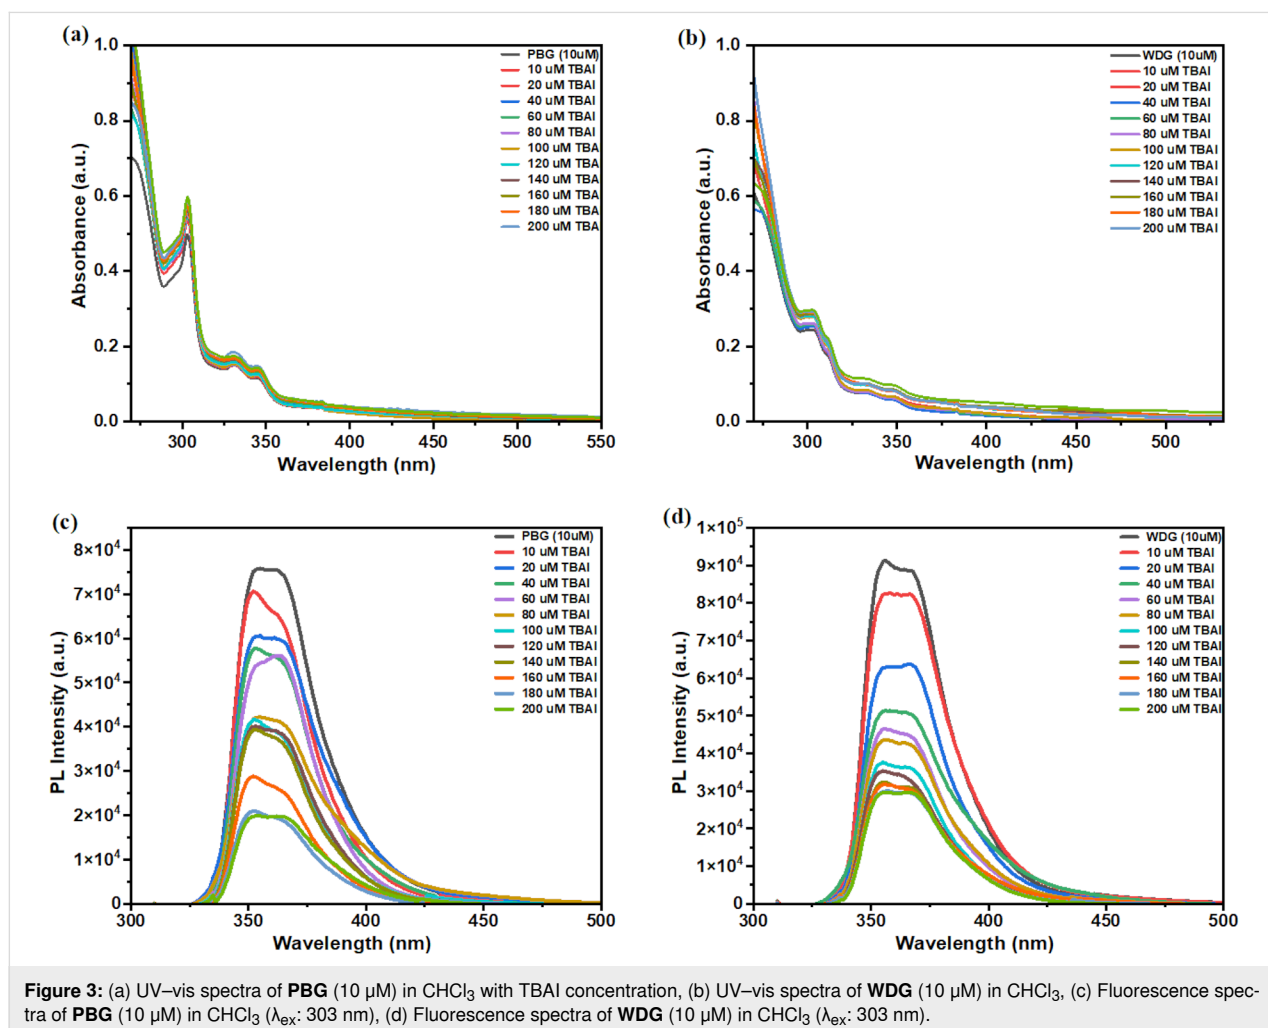 (a)
1.0
0.8
0.6
0.4
0.2
0.0
Absorbance (a.u.)
300
350
400
450
500
550
Wavelength (nm)
PBG (10uM)
10 uM TBAI
20 uM TBAI
40 uM TBAI
60 uM TBAI
80 uM TBAI
100 uM TBA
120 uM TBA
140 uM TBA
160 uM TBA
180 uM TBA
200 uM TBA
(b)
1.0
0.8
0.6
0.4
0.2
0.0
Absorbance (a.u.)
300
350
400
450
500
Wavelength (nm)
WDG (10uM)
10 uM TBAI
20 uM TBAI
40 uM TBAI
60 uM TBAI
80 uM TBAI
100 uM TBAI
120 uM TBAI
140 uM TBAI
160 uM TBAI
180 uM TBAI
200 uM TBAI
(c)
8×10⁴
7×10⁴
6×10⁴
5×10⁴
4×10⁴
3×10⁴
2×10⁴
1×10⁴
0
PL Intensity (a.u.)
300
350
400
450
500
Wavelength (nm)
PBG (10uM)
10 uM TBAI
20 uM TBAI
40 uM TBAI
60 uM TBAI
80 uM TBAI
100 uM TBAI
120 uM TBAI
140 uM TBAI
160 uM TBAI
180 uM TBAI
200 uM TBAI
(d)
1×10⁵
9×10⁴
8×10⁴
7×10⁴
6×10⁴
5×10⁴
4×10⁴
3×10⁴
2×10⁴
1×10⁴
0
PL Intensity (a.u.)
300
350
400
450
500
Wavelength (nm)
WDG (10uM)
10 uM TBAI
20 uM TBAI
40 uM TBAI
60 uM TBAI
80 uM TBAI
100 uM TBAI
120 uM TBAI
140 uM TBAI
160 uM TBAI
180 uM TBAI
200 uM TBAI
Figure 3: (a) UV–vis spectra of PBG (10 µM) in CHCl₃ with TBAI concentration, (b) UV–vis spectra of WDG (10 µM) in CHCl₃, (c) Fluorescence spec-
tra of PBG (10 µM) in CHCl₃ (λex: 303 nm), (d) Fluorescence spectra of WDG (10 µM) in CHCl₃ (λex: 303 nm).